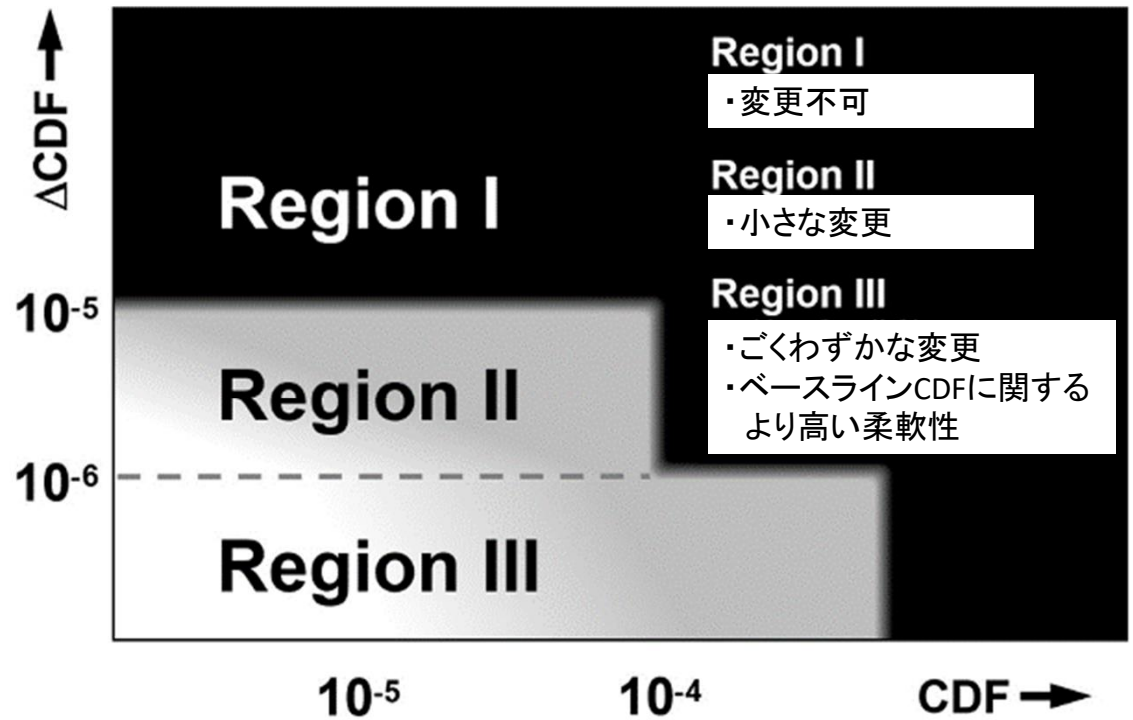 ΔCDF →
Region I
・変更不可
Region II
・小さな変更
Region III
・ごくわずかな変更
・ベースラインCDFに関する
より高い柔軟性
Region I
10-5
Region II
10-6
Region III
10-5
10-4
CDF →